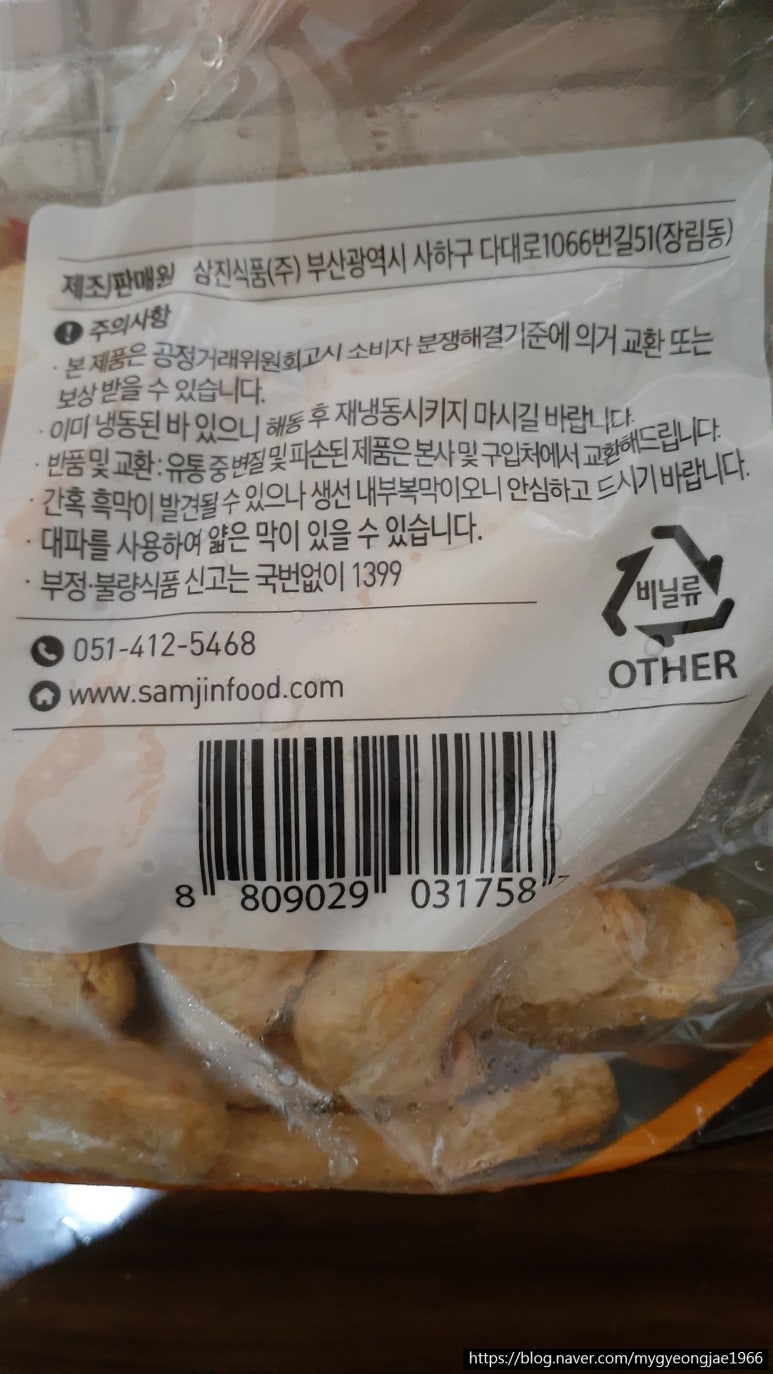 제조/판매원 삼진식품(주) 부산광역시 사하구 다대로1066번길51(장림동)
주의사항
· 본 제품은 공정거래위원회고시 소비자 분쟁해결기준에 의거 교환 또는
보상 받을 수 있습니다.
· 이미 냉동된 바 있으니 해동 후 재냉동시키지 마시길 바랍니다.
· 반품 및 교환 : 유통 중 변질 및 파손된 제품은 본사 및 구입처에서 교환해드립니다.
· 간혹 흑막이 발견될 수 있으나 생선 내부복막이오니 안심하고 드시기 바랍니다.
· 대파를 사용하여 얇은 막이 있을 수 있습니다.
· 부정·불량식품 신고는 국번없이 1399
비닐류
OTHER
051-412-5468
www.samjinfood.com
8 809029 031758
https://blog.naver.com/mygyeongjae1966